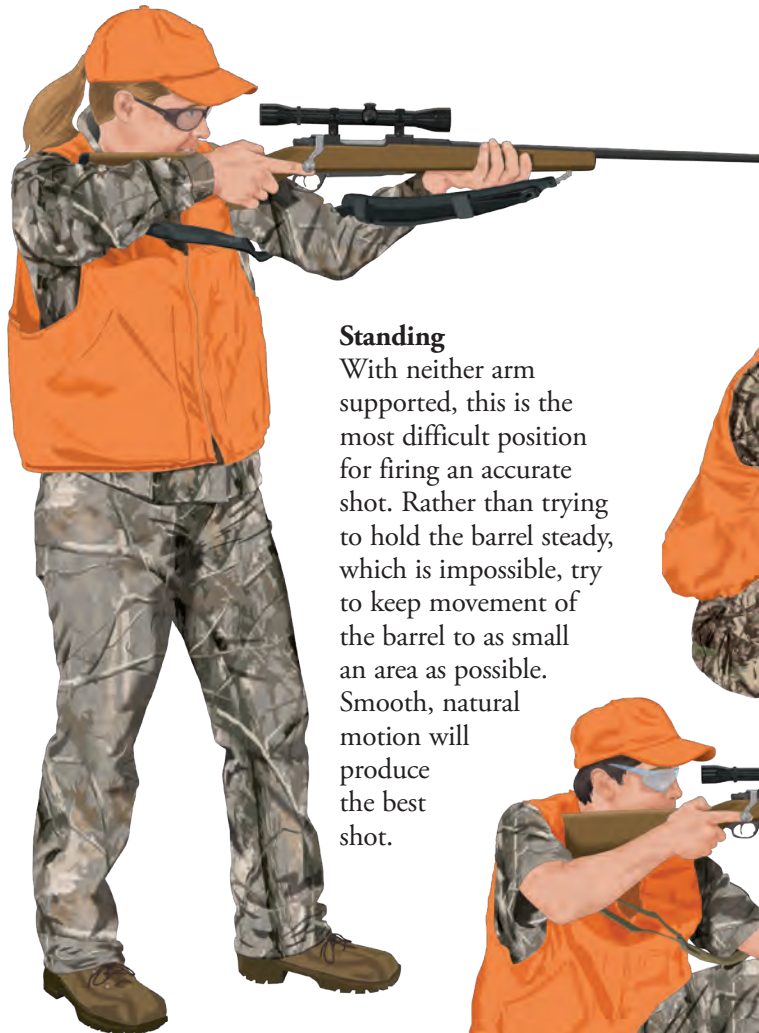 Standing
With neither arm
supported, this is the
most difficult position
for firing an accurate
shot. Rather than trying
to hold the barrel steady,
which is impossible, try
to keep movement of
the barrel to as small
an area as possible.
Smooth, natural
motion will
produce
the best
shot.